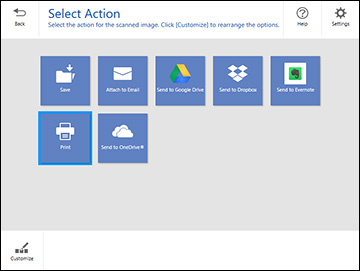 Select Action
Select the action for the scanned image. Click [Customize] to rearrange the options.
Back
Help
Settings
Save
Attach to Email
Send to Google Drive
Send to Dropbox
Send to Evernote
Print
Send to OneDrive®
Customize